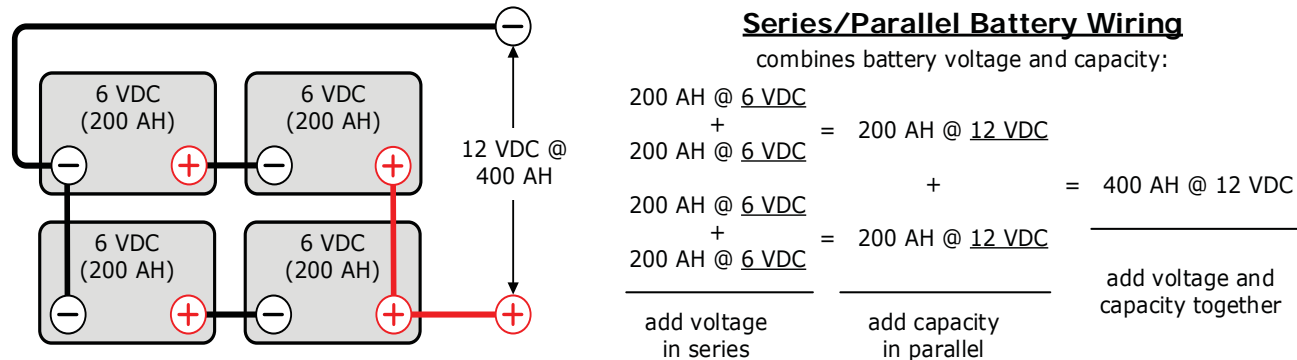 6 VDC
(200 AH)
6 VDC
(200 AH)
6 VDC
(200 AH)
6 VDC
(200 AH)
−
+
−
+
−
+
−
+
−
+
12 VDC @
400 AH
Series/Parallel Battery Wiring
combines battery voltage and capacity:
200 AH @ 6 VDC
+
200 AH @ 6 VDC
= 200 AH @ 12 VDC
+
200 AH @ 6 VDC
+
200 AH @ 6 VDC
= 200 AH @ 12 VDC
= 400 AH @ 12 VDC
add voltage
in series
add capacity
in parallel
add voltage and
capacity together